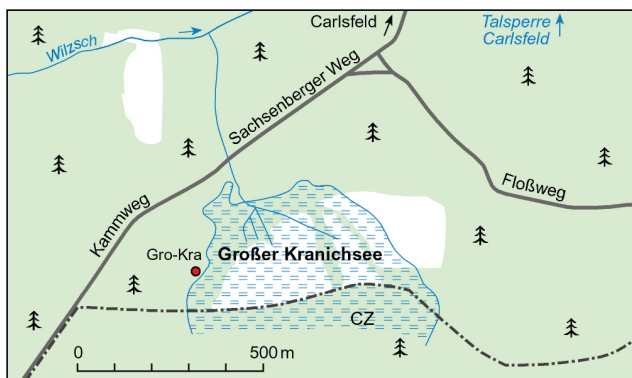 Carlsfeld
Talsperre
Carlsfeld
Wilzsch
Sachsenberger Weg
Floßweg
Kammweg
Gro-Kra
Großer Kranichsee
CZ
0 500 m